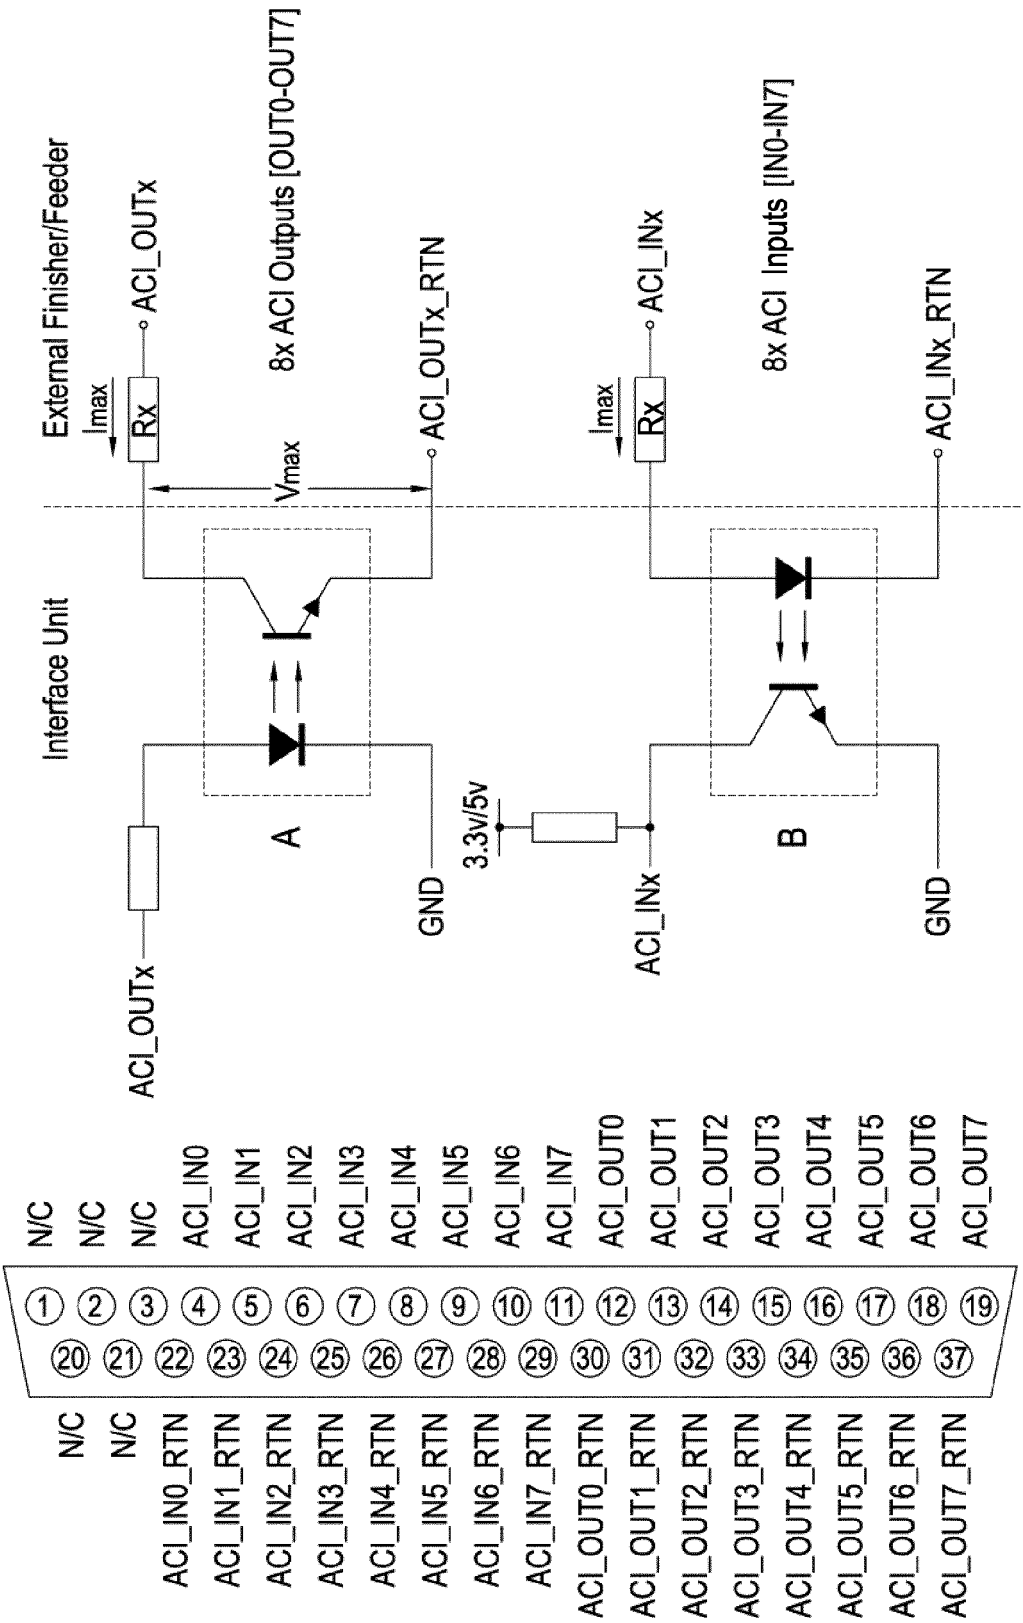 N/C
N/C
N/C
ACI_IN0
ACI_IN1
ACI_IN2
ACI_IN3
ACI_IN4
ACI_IN5
ACI_IN6
ACI_IN7
ACI_OUT0
ACI_OUT1
ACI_OUT2
ACI_OUT3
ACI_OUT4
ACI_OUT5
ACI_OUT6
ACI_OUT7
1 2 3 4 5 6 7 8 9 10 11 12 13 14 15 16 17 18 19
20 21 22 23 24 25 26 27 28 29 30 31 32 33 34 35 36 37
N/C
N/C
ACI_IN0_RTN
ACI_IN1_RTN
ACI_IN2_RTN
ACI_IN3_RTN
ACI_IN4_RTN
ACI_IN5_RTN
ACI_IN6_RTN
ACI_IN7_RTN
ACI_OUT0_RTN
ACI_OUT1_RTN
ACI_OUT2_RTN
ACI_OUT3_RTN
ACI_OUT4_RTN
ACI_OUT5_RTN
ACI_OUT6_RTN
ACI_OUT7_RTN
Interface Unit
External Finisher/Feeder
ACI_OUTx
Imax
Rx
ACI_OUTx
A
Vmax
8x ACI Outputs [OUT0-OUT7]
GND
ACI_OUTx_RTN
3.3v/5v
ACI_INx
Imax
Rx
ACI_INx
B
8x ACI Inputs [IN0-IN7]
GND
ACI_INx_RTN